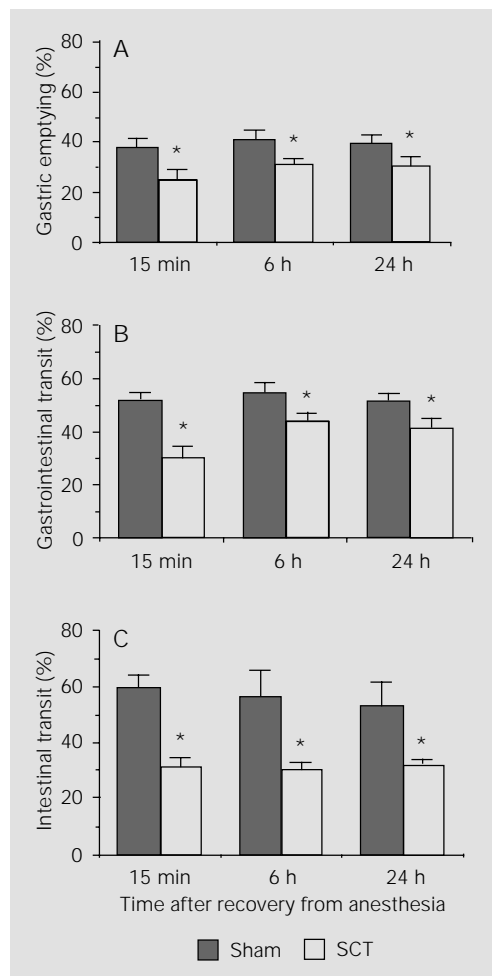 A
Gastric emptying (%)
80
60
40
20
0
*
*
*
15 min 6 h 24 h
B
Gastrointestinal transit (%)
80
60
40
20
0
*
*
*
15 min 6 h 24 h
C
Intestinal transit (%)
80
60
40
20
0
*
*
*
15 min 6 h 24 h
Time after recovery from anesthesia
Sham SCT